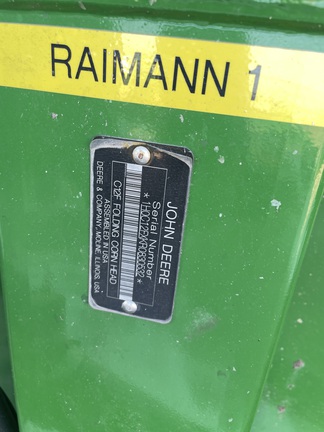 RAIMANN 1
JOHN DEERE
Serial Number
C12F FOLDING CORN HEAD
ASSEMBLED IN USA
DEERE & COMPANY, MOLINE, ILLINOIS, USA